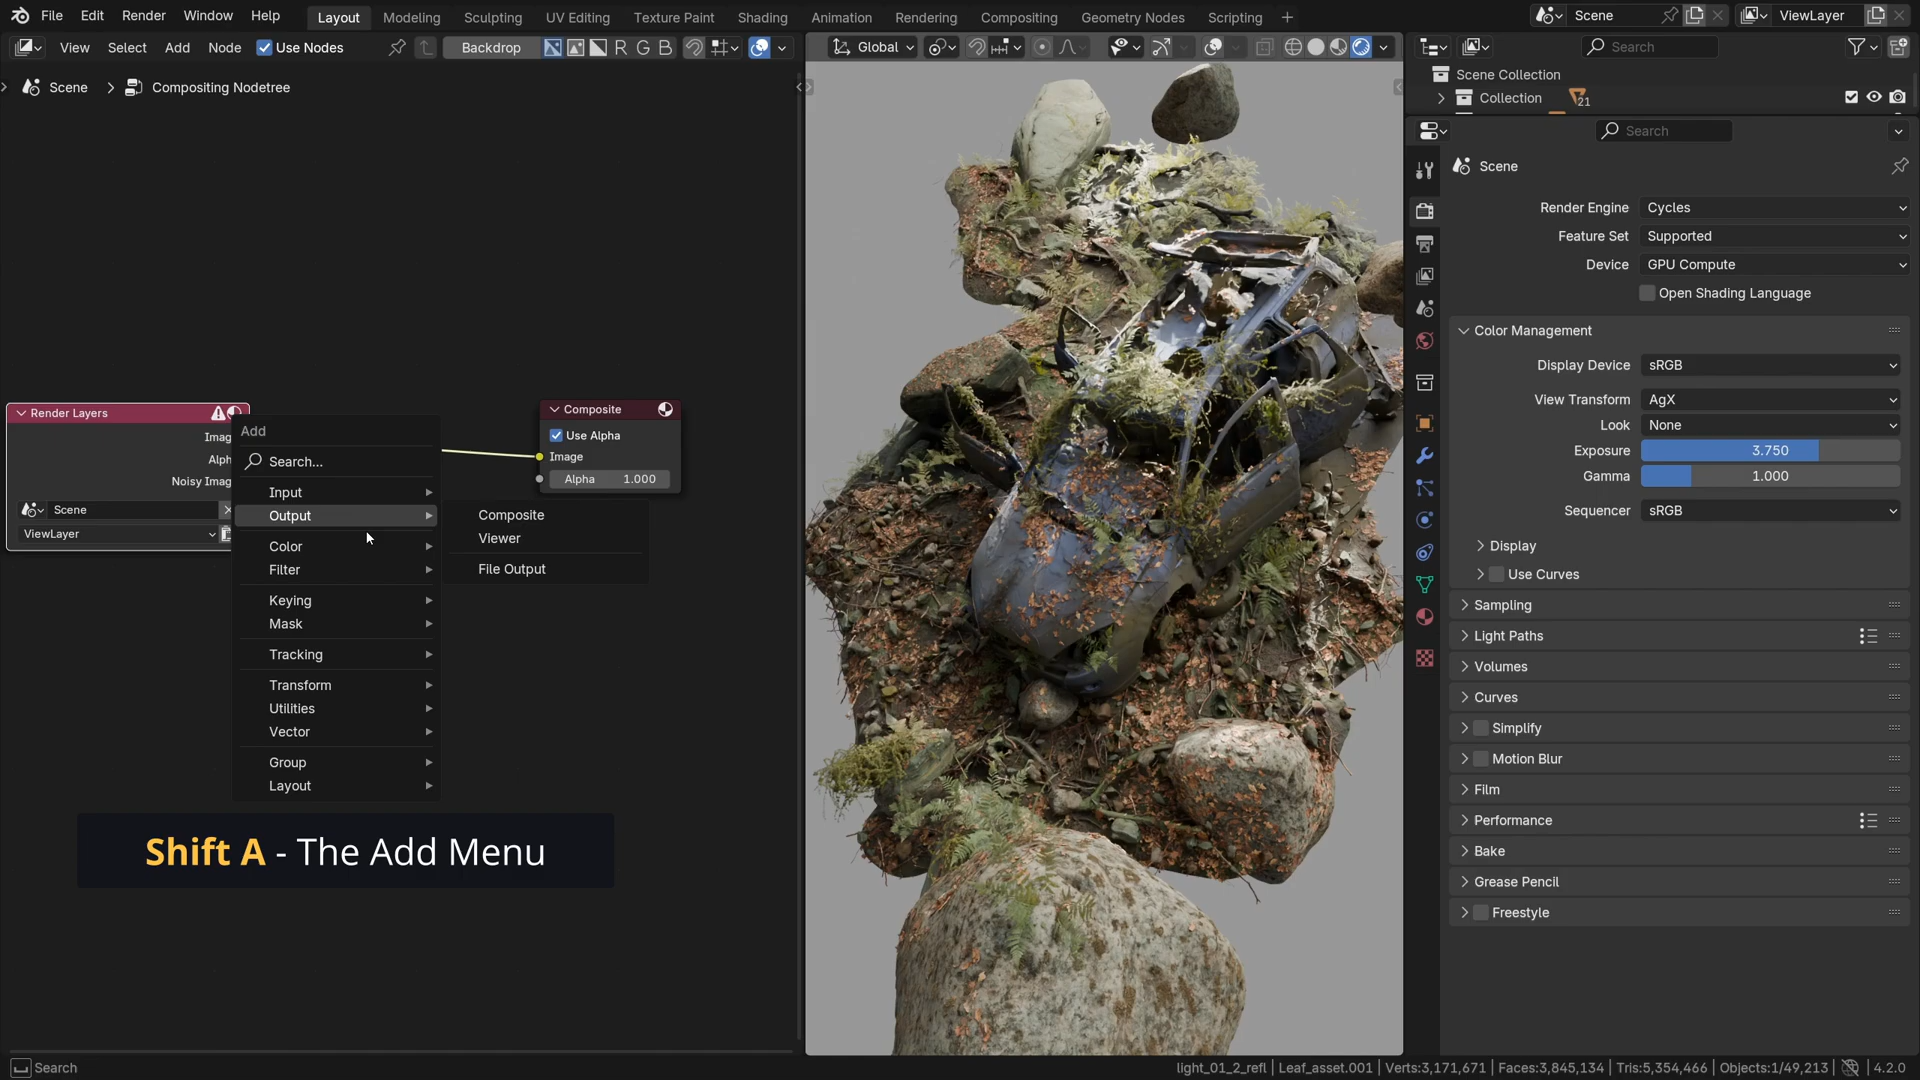 File Edit Render Window Help Layout Modeling Sculpting UV Editing Texture Paint Shading Animation Rendering Compositing Geometry Nodes Scripting + Scene ViewLayer
View Select Add Node Use Nodes Backdrop R G B Global Search
Scene > Compositing Nodetree
Scene Collection
Collection 21
Search
Scene
Render Engine Cycles
Feature Set Supported
Device GPU Compute
Open Shading Language
Color Management
Display Device sRGB
View Transform AgX
Look None
Exposure 3.750
Gamma 1.000
Sequencer sRGB
Display
Use Curves
Sampling
Light Paths
Volumes
Curves
Simplify
Motion Blur
Film
Performance
Bake
Grease Pencil
Freestyle
Render Layers
Imag
Alph
Noisy Imag
Scene
ViewLayer
Add
Search...
Input
Output
Color
Filter
Keying
Mask
Tracking
Transform
Utilities
Vector
Group
Layout
Composite
Viewer
File Output
Composite
Use Alpha
Image
Alpha 1.000
Shift A - The Add Menu
Search
light_01_2_refl | Leaf_asset.001 | Verts:3,171,671 | Faces:3,845,134 | Tris:5,354,466 | Objects:1/49,213 | 4.2.0